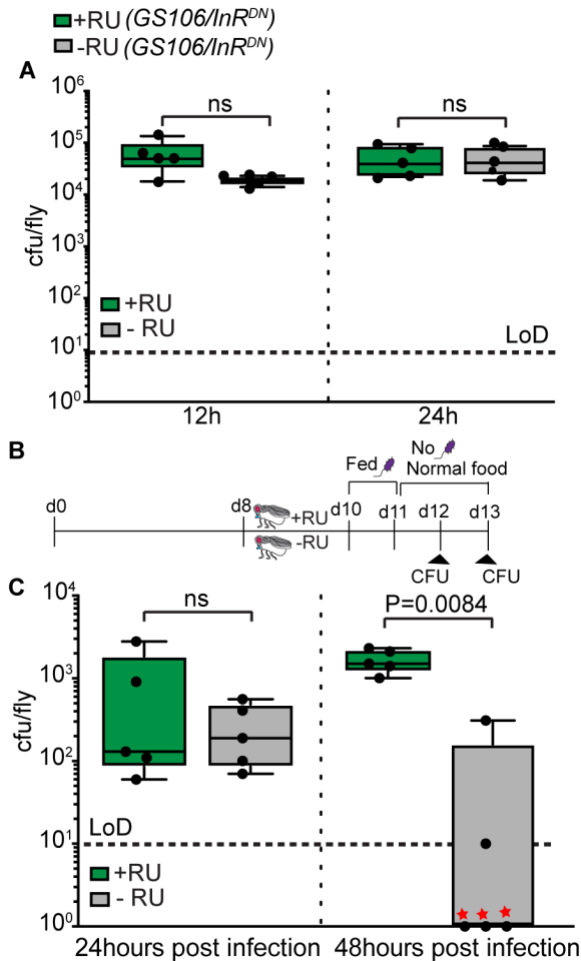 +RU (GS106/InR^DN)
-RU (GS106/InR^DN)
A
ns
ns
10^6
10^5
10^4
10^3
10^2
10^1
10^0
cfu/fly
+RU
- RU
LoD
12h
24h
B
Fed
No
Normal food
d0
d8
+RU
-RU
d10
d11
d12
d13
CFU
CFU
C
ns
P=0.0084
10^4
10^3
10^2
10^1
10^0
cfu/fly
LoD
+RU
- RU
24hours post infection
48hours post infection